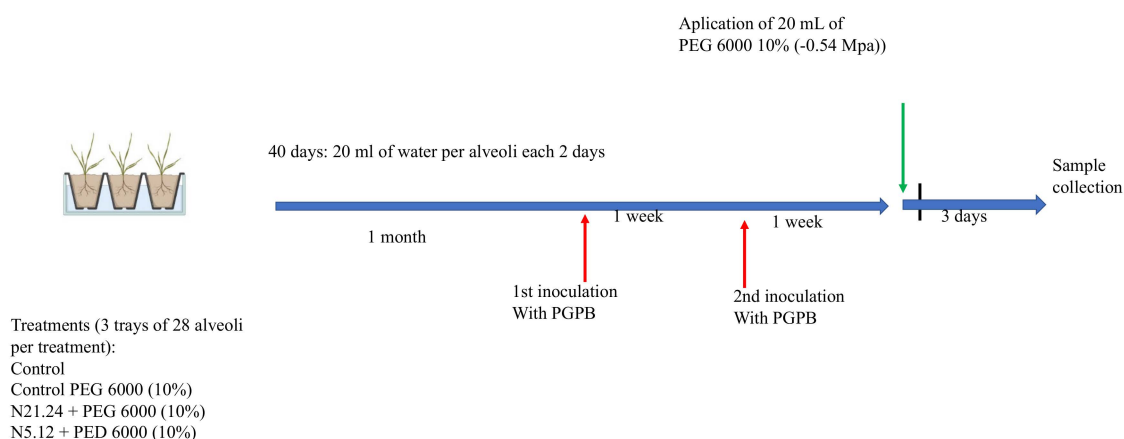 Aplication of 20 mL of
PEG 6000 10% (-0.54 Mpa))
40 days: 20 ml of water per alveoli each 2 days
Sample
collection
1 week
1 week
3 days
1 month
1st inoculation
With PGPB
2nd inoculation
With PGPB
Treatments (3 trays of 28 alveoli
per treatment):
Control
Control PEG 6000 (10%)
N21.24 + PEG 6000 (10%)
N5.12 + PED 6000 (10%)